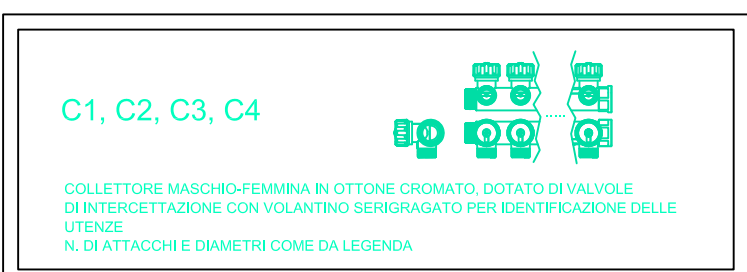 C1, C2, C3, C4
COLLETTORE MASCHIO-FEMMINA IN OTTONE CROMATO, DOTATO DI VALVOLE
DI INTERCETTAZIONE CON VOLANTINO SERIGRAGATO PER IDENTIFICAZIONE DELLE
UTENZE
N. DI ATTACCHI E DIAMETRI COME DA LEGENDA